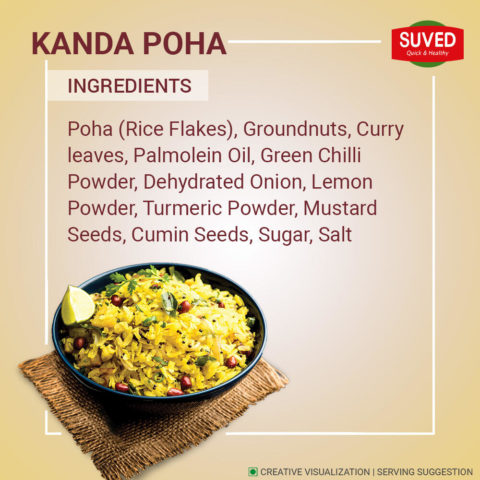 KANDA POHA
SUVED
Quick & Healthy
INGREDIENTS
Poha (Rice Flakes), Groundnuts, Curry
leaves, Palmolein Oil, Green Chilli
Powder, Dehydrated Onion, Lemon
Powder, Turmeric Powder, Mustard
Seeds, Cumin Seeds, Sugar, Salt
CREATIVE VISUALIZATION | SERVING SUGGESTION